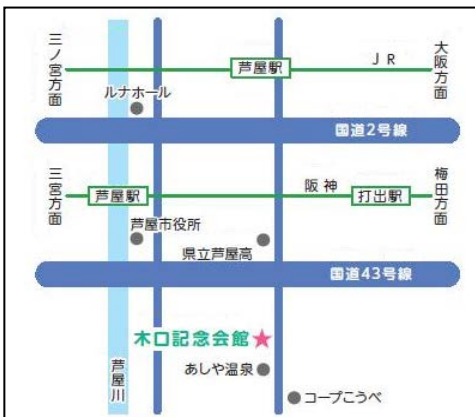 三ノ宮方面
芦屋駅
JR
大阪方面
ルナホール
国道2号線
三宮方面
芦屋駅
阪神
打出駅
梅田方面
芦屋市役所
県立芦屋高
国道43号線
木口記念会館
芦屋川
あしや温泉
コープこうべ